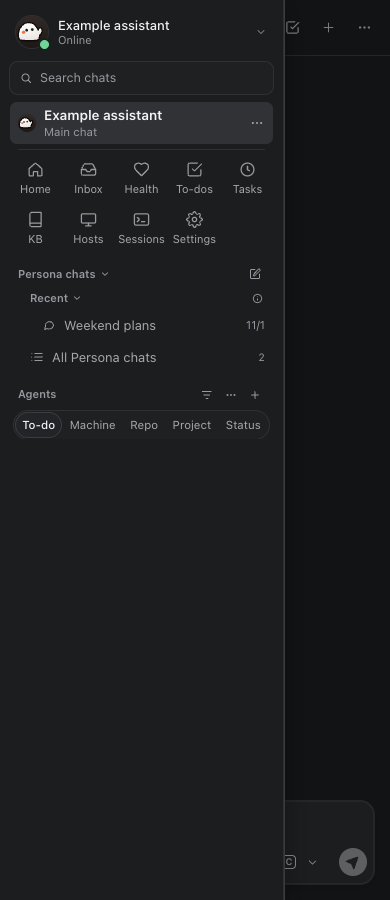 Example assistant
Online
Search chats
Example assistant
Main chat
Home Inbox Health To-dos Tasks
KB Hosts Sessions Settings
Persona chats
Recent
Weekend plans 11/1
All Persona chats 2
Agents
To-do Machine Repo Project Status
C